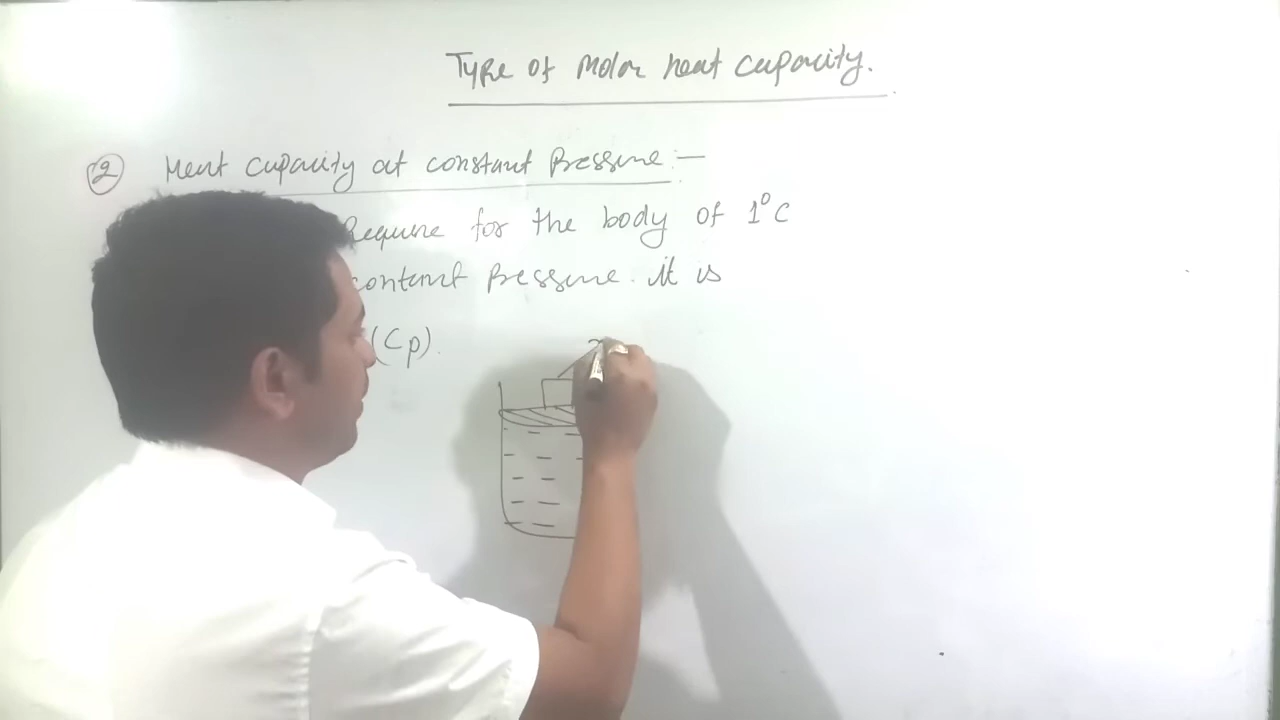 Type of Molar heat capacity.
2 Heat capacity at constant Pressure :-
Require for the body of 1°C
contant Pressure. it is
(Cp).